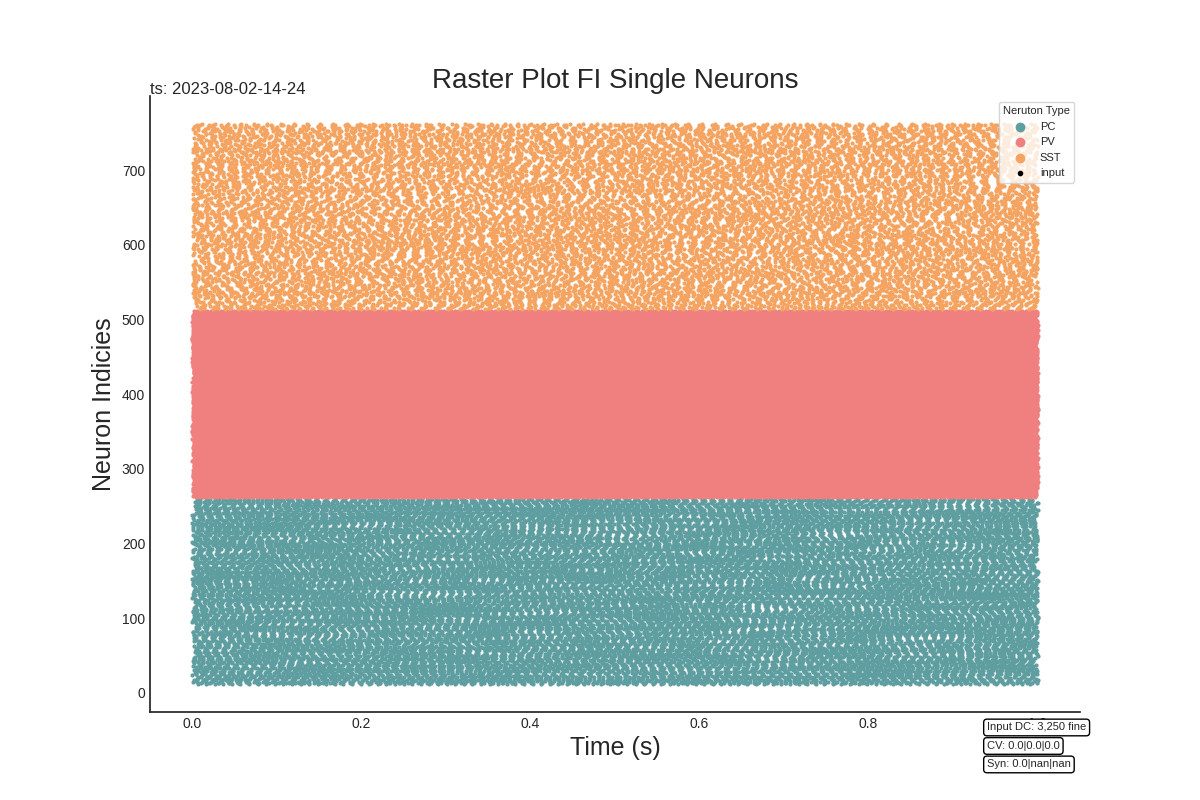 Raster Plot FI Single Neurons
ts: 2023-08-02-14-24
Neruton Type
PC
PV
SST
input
Neuron Indicies
700
600
500
400
300
200
100
0
0.0 0.2 0.4 0.6 0.8
Time (s)
Input DC: 3,250 fine
CV: 0.0|0.0|0.0
Syn: 0.0|nan|nan